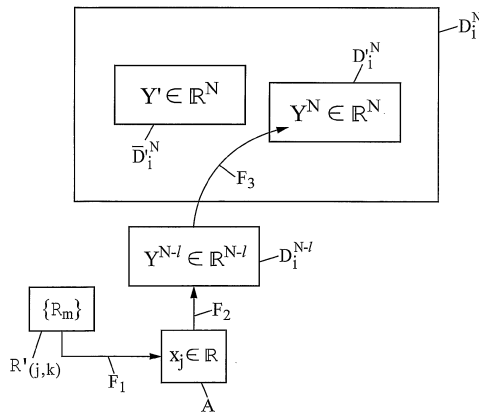 D_i^N
D'_i^N
Y' ∈ ℝ^N
Y^N ∈ ℝ^N
D̅'_i^N
F_3
Y^{N-l} ∈ ℝ^{N-l}
D_i^{N-l}
{ℝ_m}
F_2
R'_{(j,k)}
x_j ∈ ℝ
F_1
A